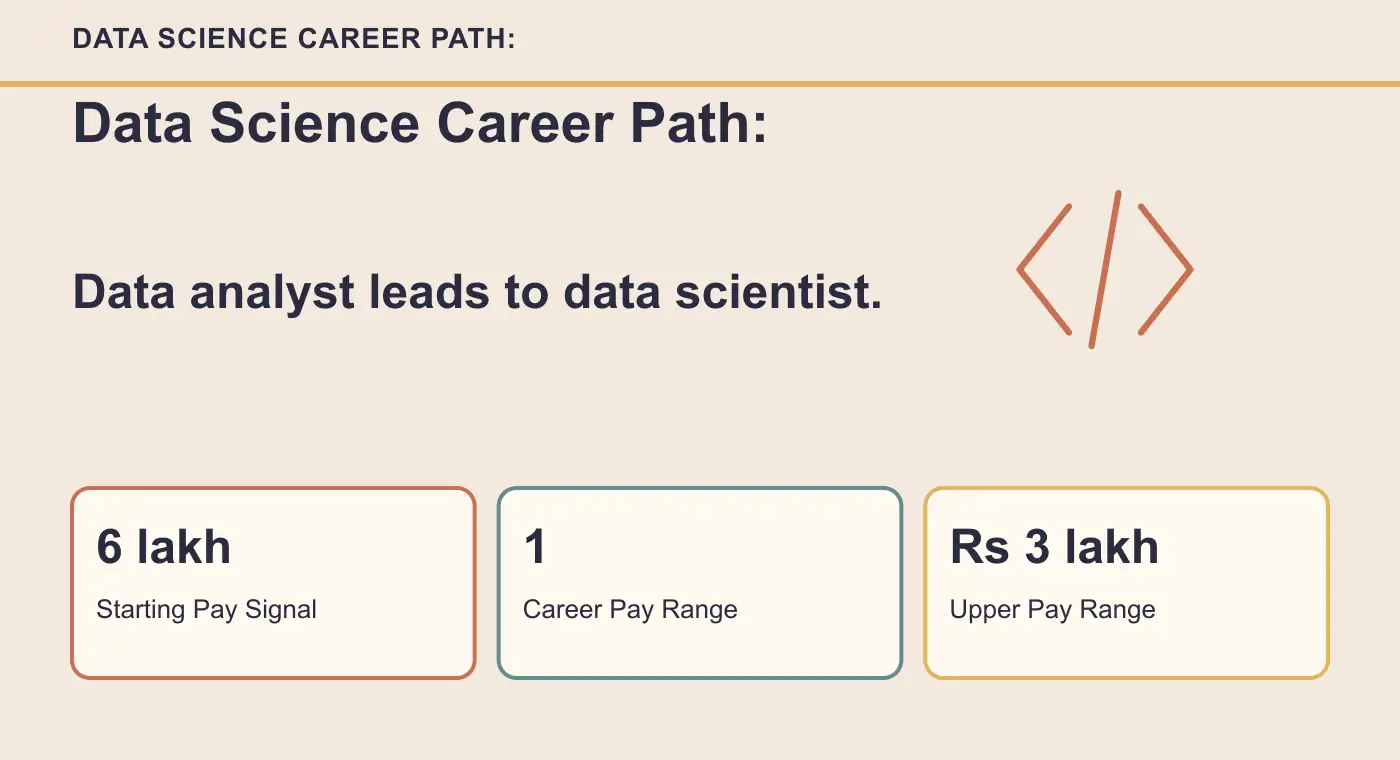 DATA SCIENCE CAREER PATH:
Data Science Career Path:
Data analyst leads to data scientist.
6 lakh
Starting Pay Signal
1
Career Pay Range
Rs 3 lakh
Upper Pay Range